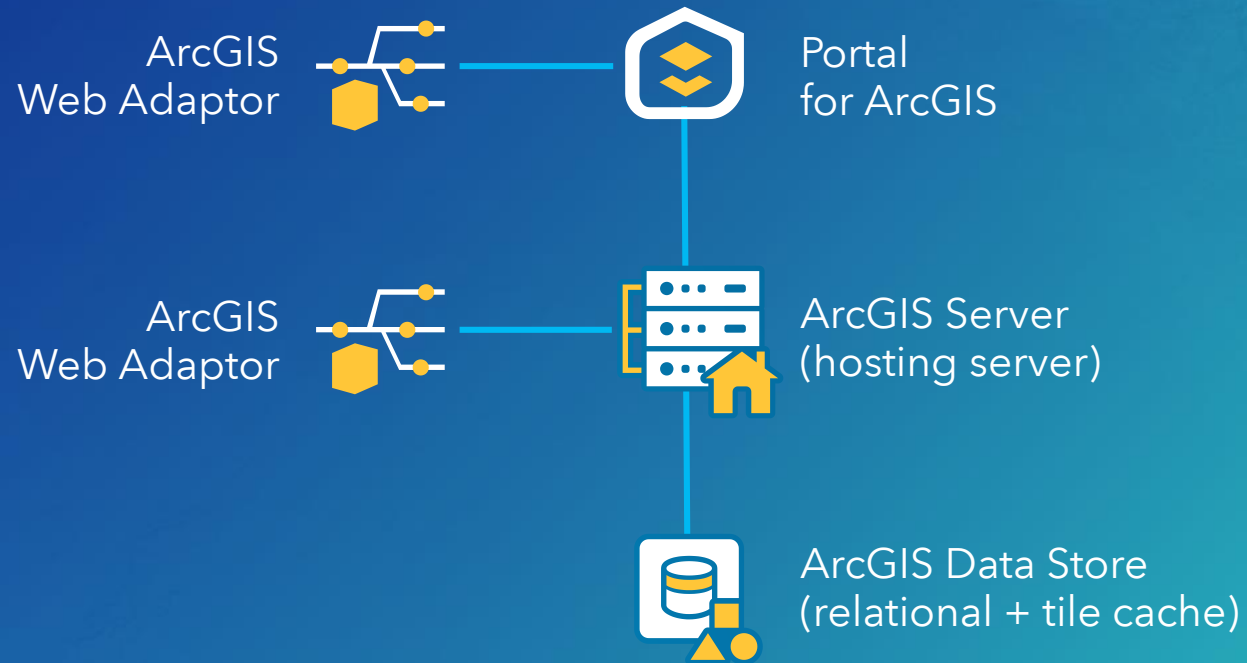 ArcGIS
Web Adaptor
Portal
for ArcGIS
ArcGIS
Web Adaptor
ArcGIS Server
(hosting server)
ArcGIS Data Store
(relational + tile cache)